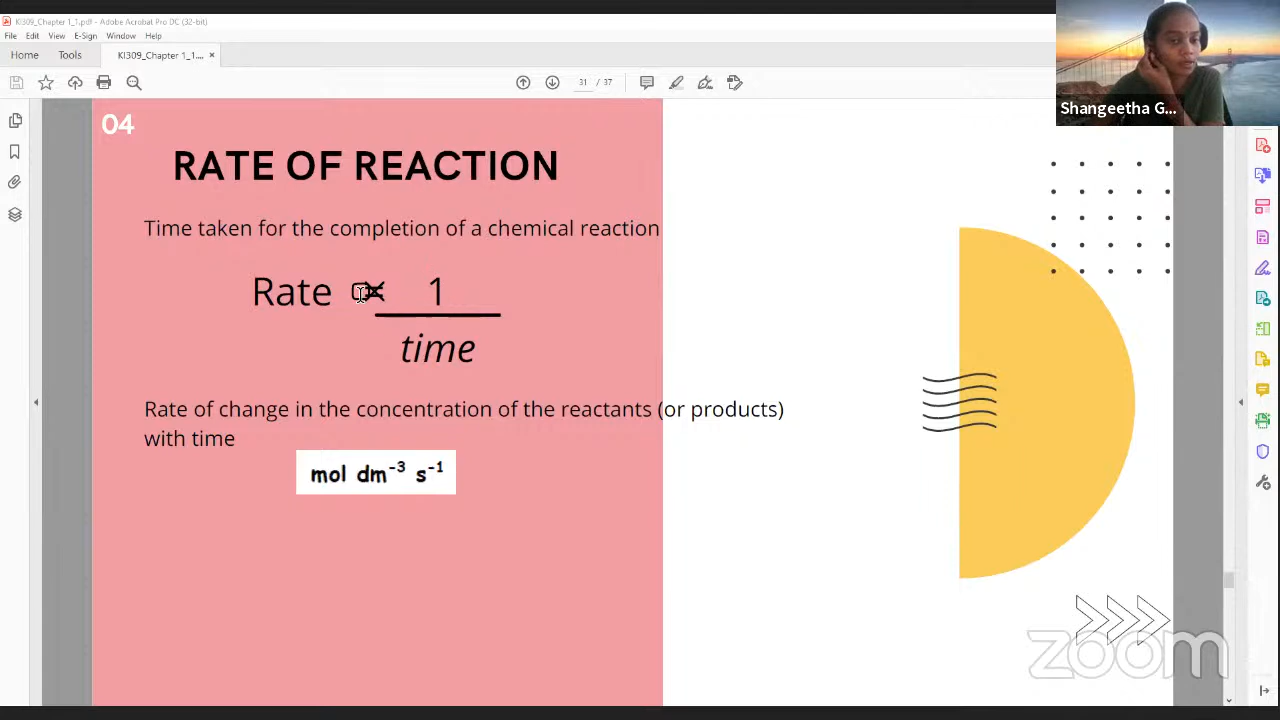 KI309_Chapter 1_1.pdf - Adobe Acrobat Pro DC (32-bit)
File Edit View E-Sign Window Help
Home Tools KI309_Chapter 1_1.... ×
31 / 37
Shangeetha G...
04
RATE OF REACTION
Time taken for the completion of a chemical reaction
Rate ∝ 1
time
Rate of change in the concentration of the reactants (or products)
with time
mol dm⁻³ s⁻¹
zoom